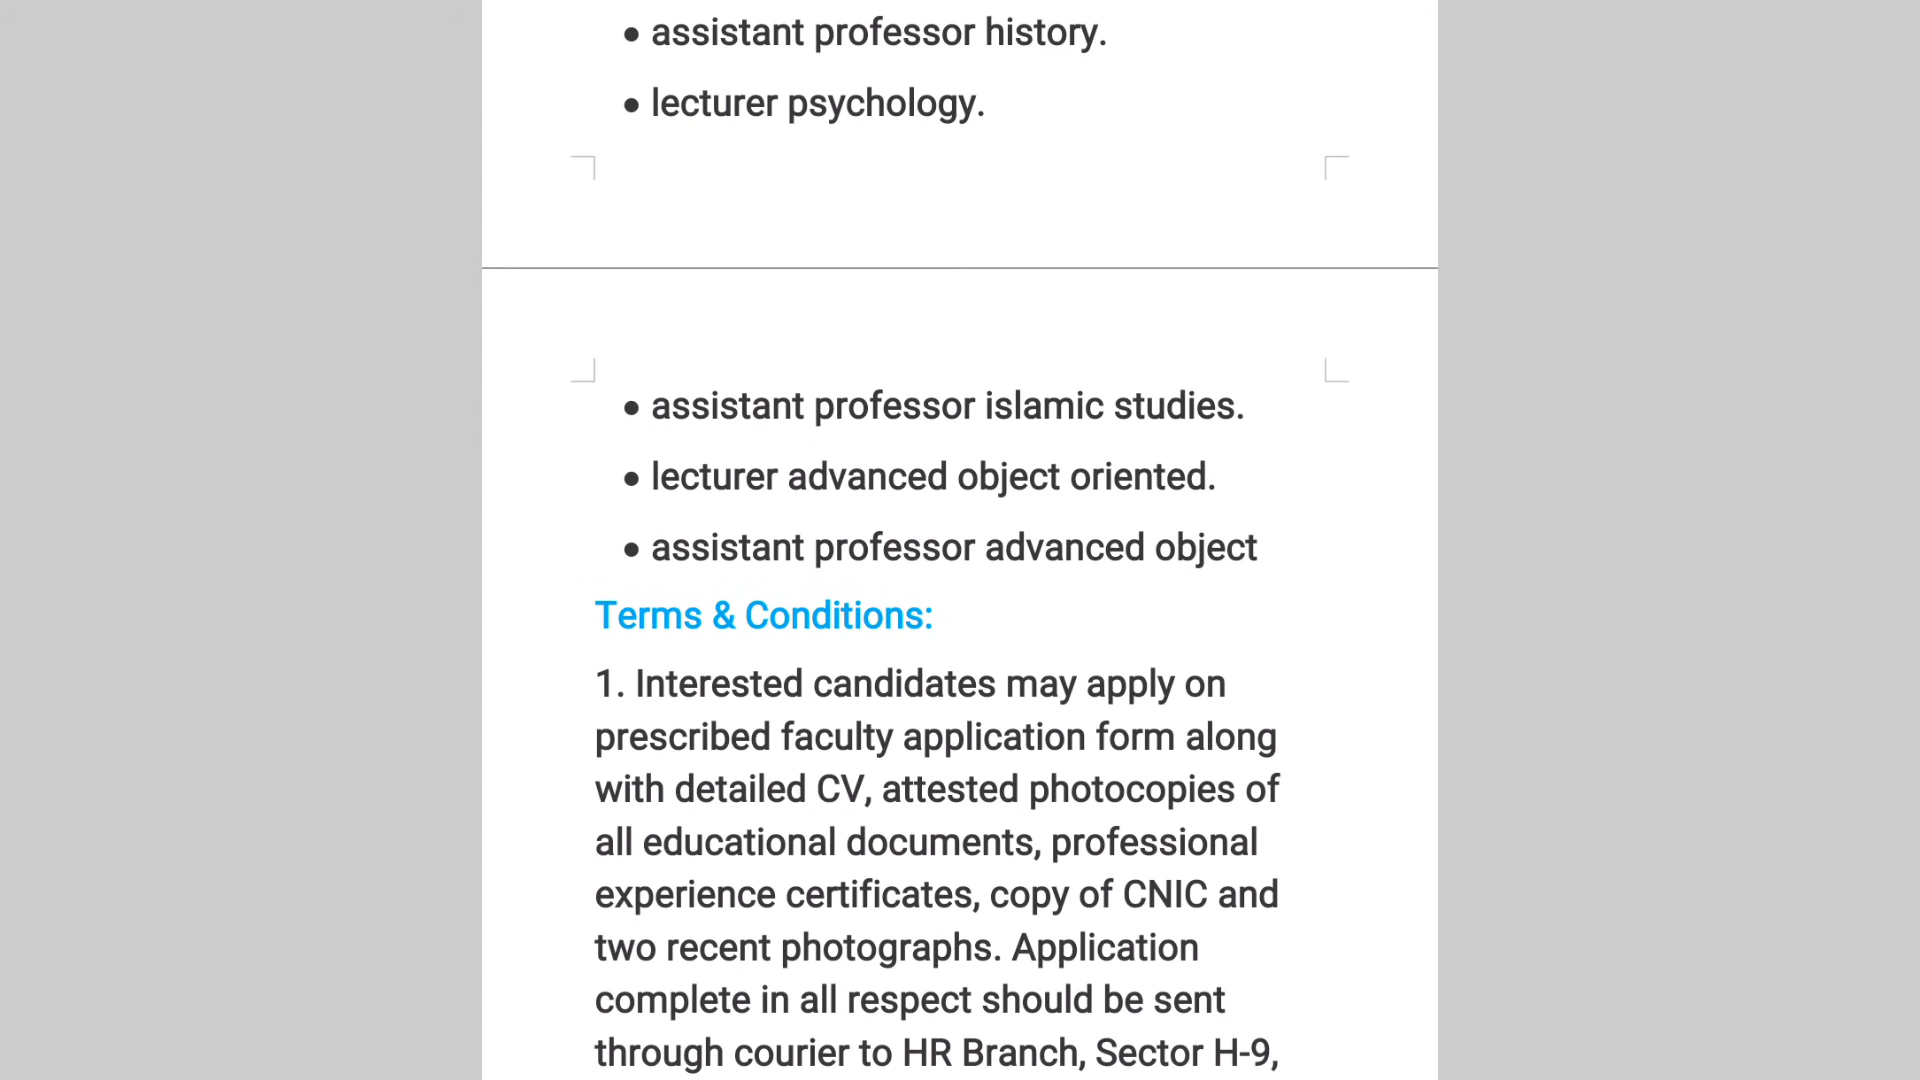 • assistant professor history.
• lecturer psychology.
• assistant professor islamic studies.
• lecturer advanced object oriented.
• assistant professor advanced object
Terms & Conditions:
1. Interested candidates may apply on
prescribed faculty application form along
with detailed CV, attested photocopies of
all educational documents, professional
experience certificates, copy of CNIC and
two recent photographs. Application
complete in all respect should be sent
through courier to HR Branch, Sector H-9,